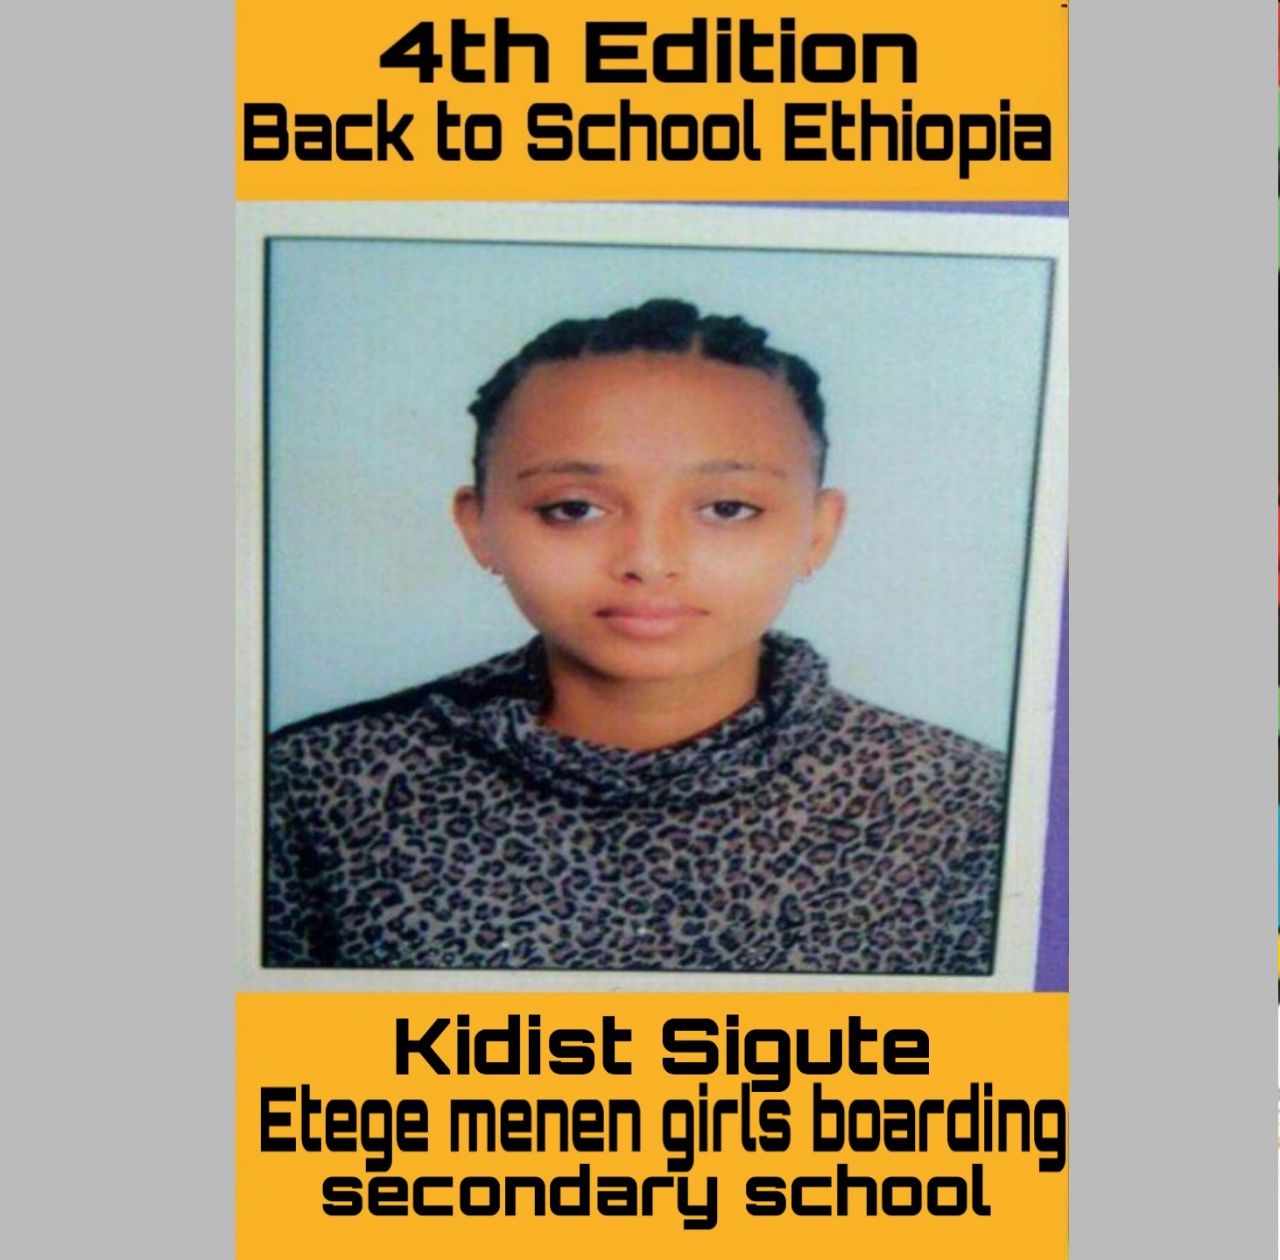 4th Edition
Back to School Ethiopia
Kidist Sigute
Etege menen girls boarding
secondary school